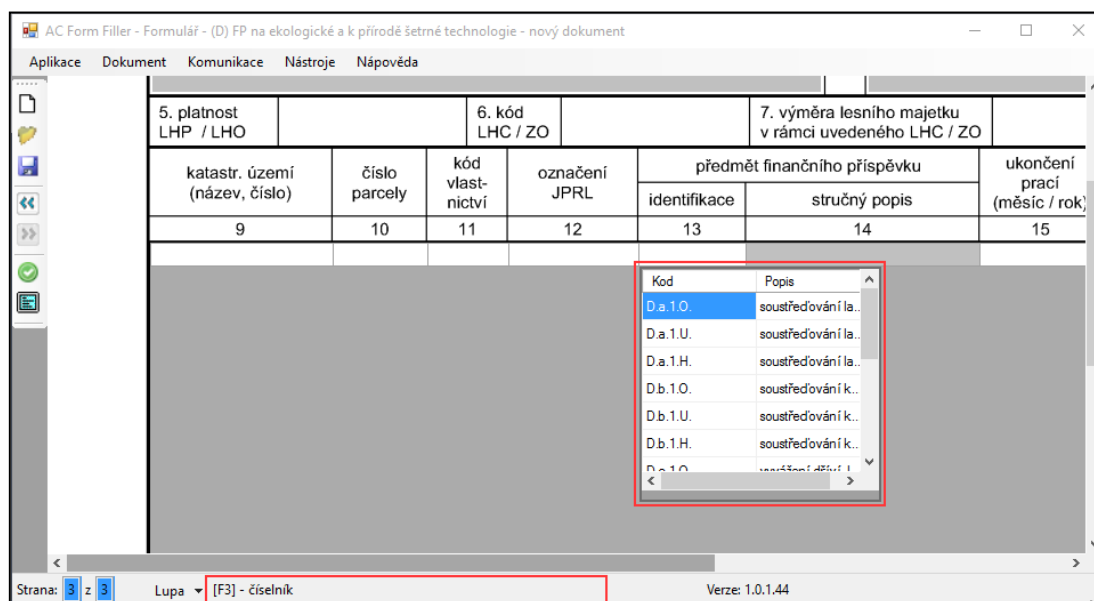 AC Form Filler - Formulář - (D) FP na ekologické a k přírodě šetrné technologie - nový dokument
Aplikace Dokument Komunikace Nástroje Nápověda
5. platnost
LHP / LHO
6. kód
LHC / ZO
7. výměra lesního majetku
v rámci uvedeného LHC / ZO
katastr. území
(název, číslo)
číslo
parcely
kód
vlast-
nictví
označení
JPRL
předmět finančního příspěvku
identifikace
stručný popis
ukončení
prací
(měsíc / rok)
9 10 11 12 13 14 15
Kod Popis
D.a.1.O. soustřeďování la..
D.a.1.U. soustřeďování la..
D.a.1.H. soustřeďování la..
D.b.1.O. soustřeďování k..
D.b.1.U. soustřeďování k..
D.b.1.H. soustřeďování k..
Strana: 3 z 3 Lupa [F3] - číselník Verze: 1.0.1.44